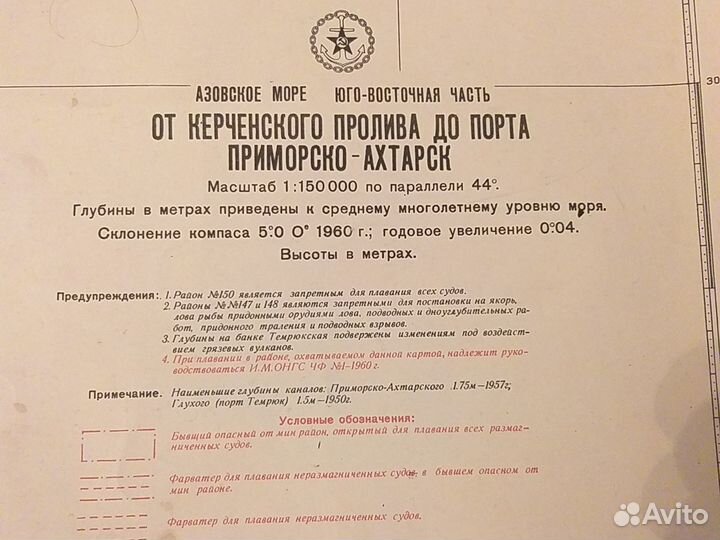 АЗОВСКОЕ МОРЕ ЮГО-ВОСТОЧНАЯ ЧАСТЬ
30
ОТ КЕРЧЕНСКОГО ПРОЛИВА ДО ПОРТА
ПРИМОРСКО-АХТАРСК
Масштаб 1:150 000 по параллели 44°.
Глубины в метрах приведены к среднему многолетнему уровню моря.
Склонение компаса 5°.0 Ost 1960 г.; годовое увеличение 0°.04.
Высоты в метрах.
Предупреждения: 1. Район №150 является запретным для плавания всех судов.
2. Районы №№147 и 148 являются запретными для постановки на якорь,
лова рыбы придонными орудиями лова, подводных и дноуглубительных ра-
бот, придонного траления и подводных взрывов.
3. Глубины на банке Темрюкская подвержены изменениям под воздейст-
вием грязевых вулканов.
4. При плавании в районе, охватываемом данной картой, надлежит руко-
водствоваться И.М.ОНГС ЧФ №1-1960 г.
Примечание. Наименьшие глубины каналов: Приморско-Ахтарского 1.75м-1957г;
Глухого (порт Темрюк) 1.5м-1950г.
Условные обозначения:
Бывший опасный от мин район, открытый для плавания всех размаг-
ниченных судов.
Фарватер для плавания неразмагниченных судов, в бывшем опасном от
мин районе.
Фарватер для плавания неразмагниченных судов.
Avito